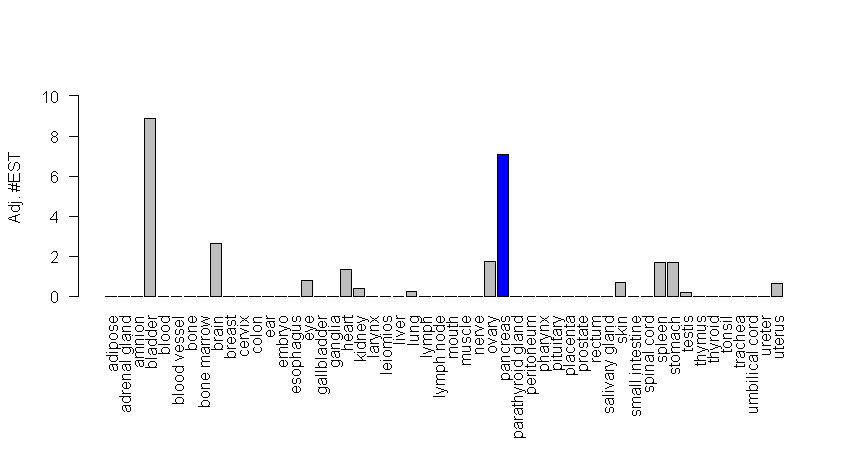 Adj. #EST
10
8
6
4
2
0
adipose
adrenal gland
amnion
bladder
blood
blood vessel
bone
bone marrow
brain
breast
cervix
colon
ear
embryo
esophagus
eye
gallbladder
ganglia
heart
kidney
larynx
leiomios
liver
lung
lymph
lymph node
mouth
muscle
nerve
ovary
pancreas
parathyroid gland
peritoneum
pharynx
pituitary
placenta
prostate
rectum
salivary gland
skin
small intestine
spinal cord
spleen
stomach
testis
thymus
thyroid
tonsil
trachea
umbilical cord
ureter
uterus